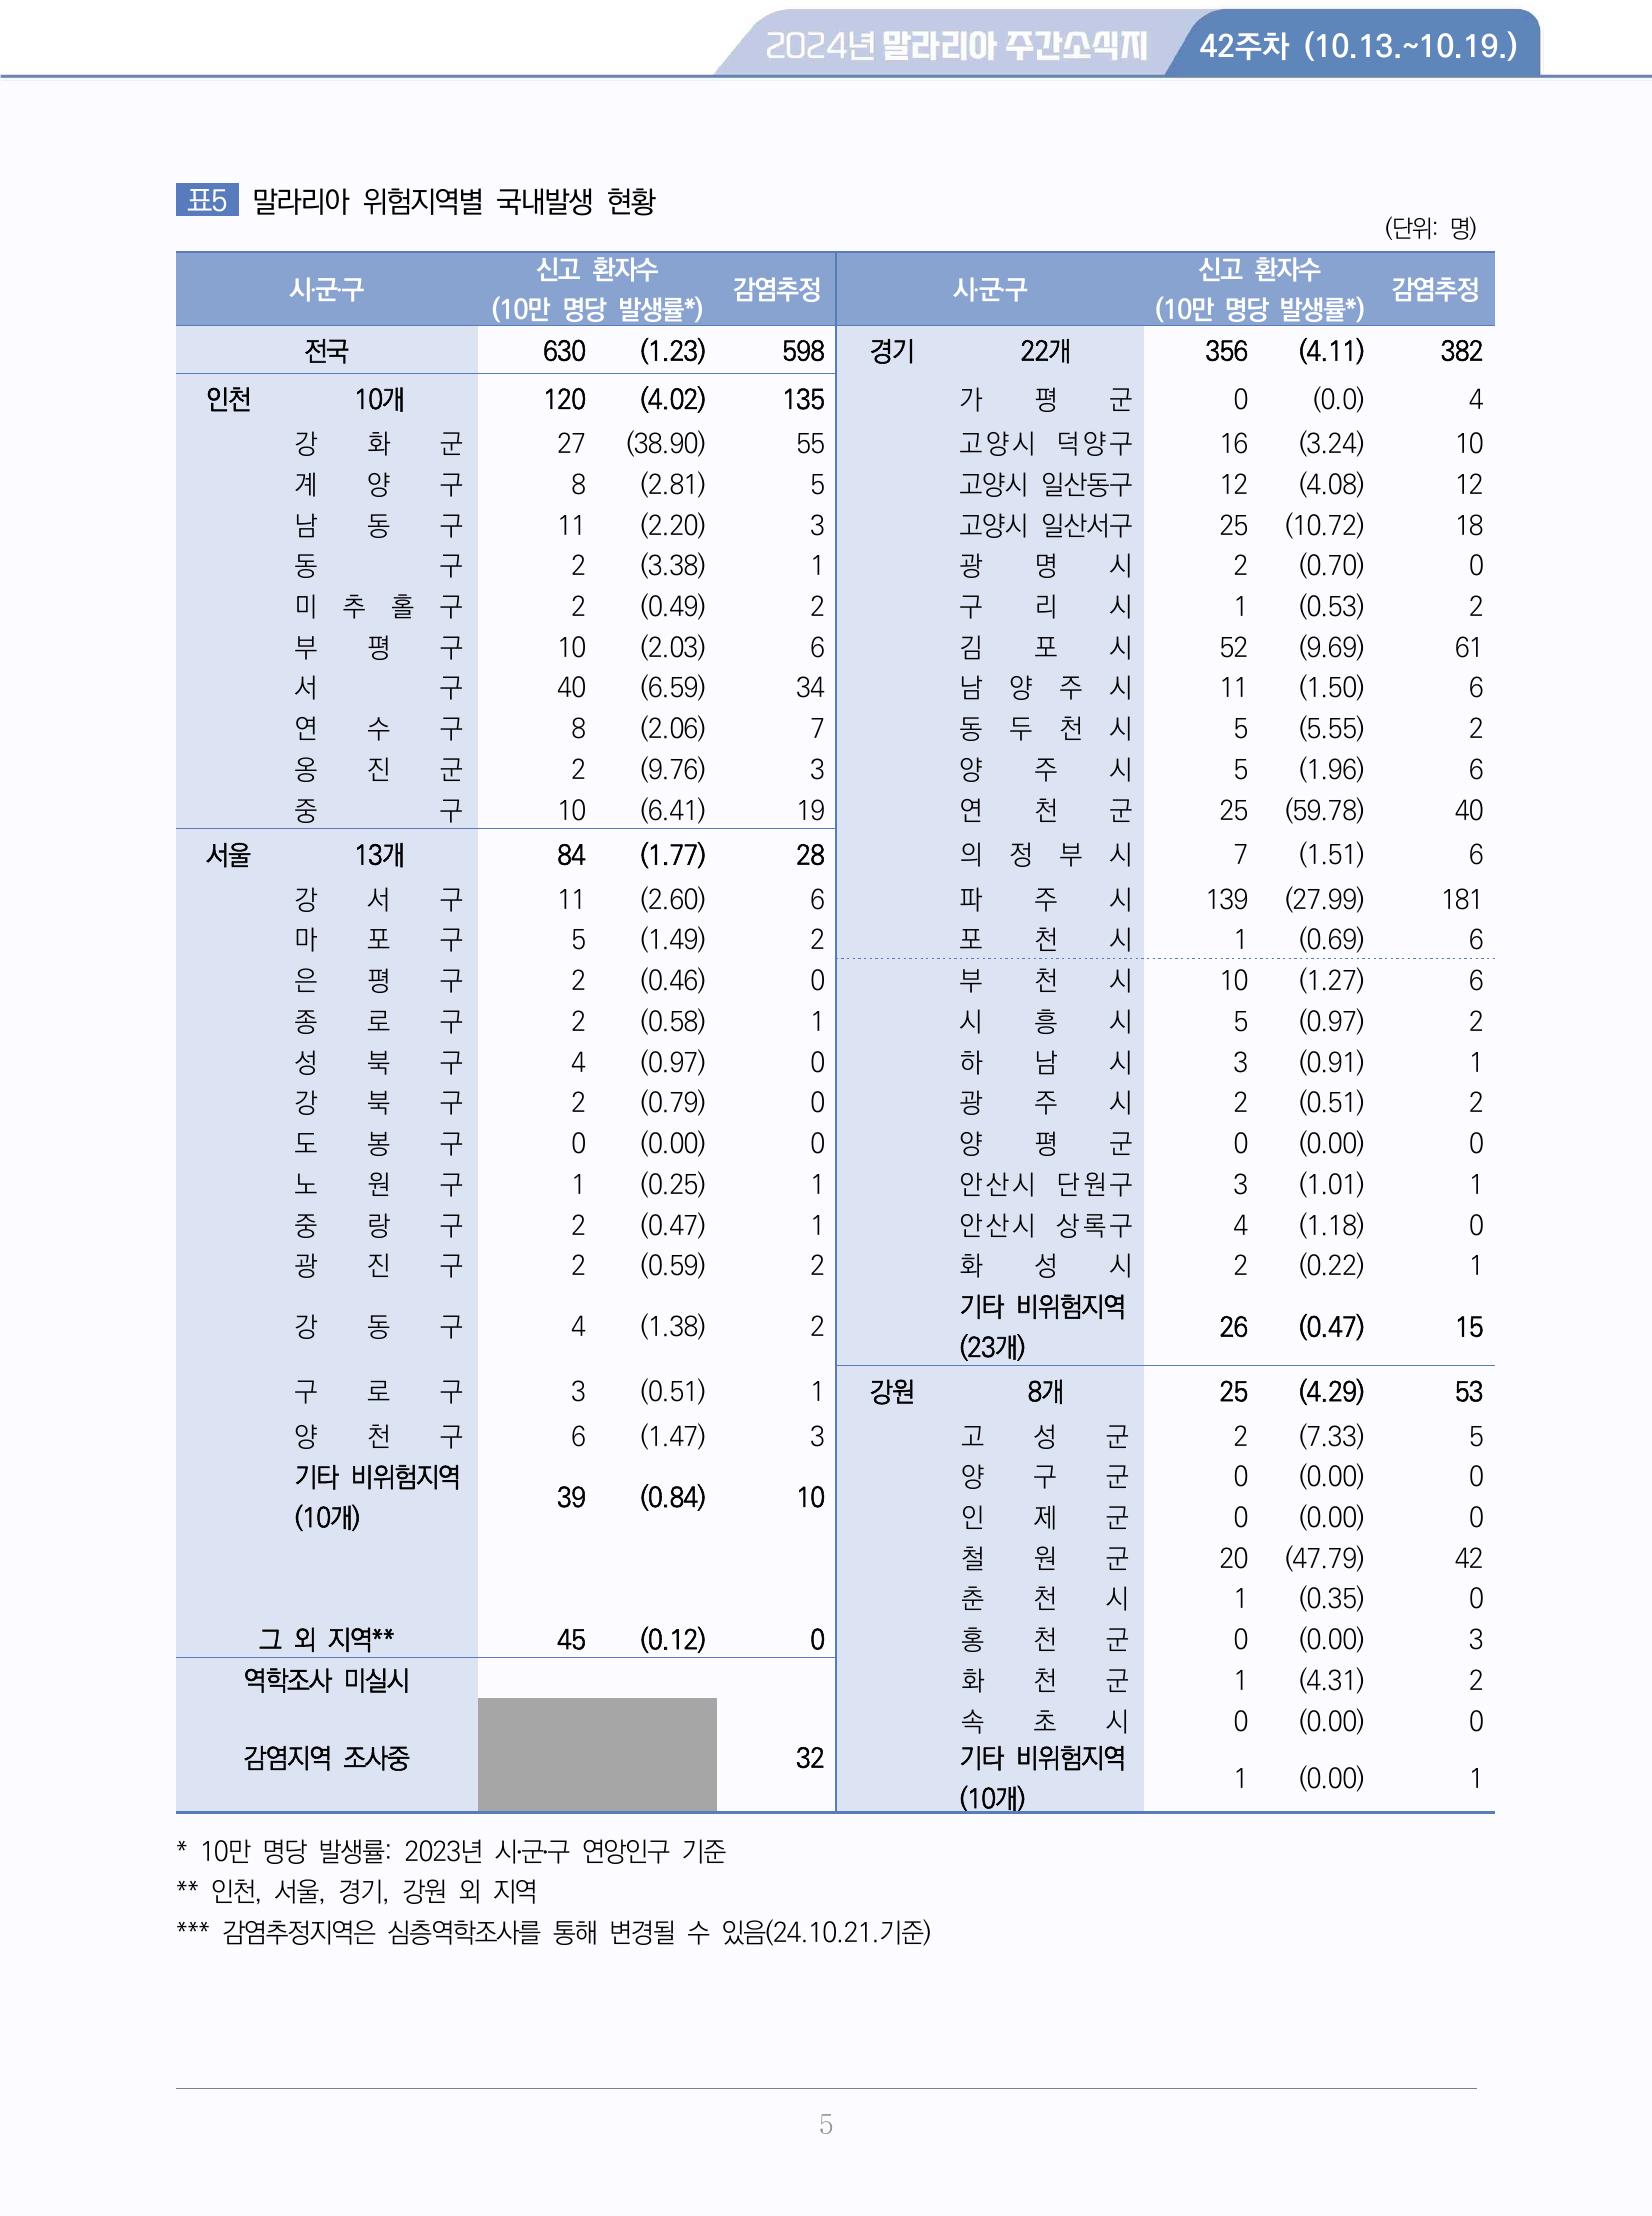 2024년 말라리아 주간소식지 42주차 (10.13.~10.19.)
표5 말라리아 위험지역별 국내발생 현황
(단위: 명)
시·군·구 신고 환자수 (10만 명당 발생률*) 감염추정
전국 630 (1.23) 598
인천 10개 120 (4.02) 135
강화군 27 (38.90) 55
계양구 8 (2.81) 5
남동구 11 (2.20) 3
동구 2 (3.38) 1
미추홀구 2 (0.49) 2
부평구 10 (2.03) 6
서구 40 (6.59) 34
연수구 8 (2.06) 7
옹진군 2 (9.76) 3
중구 10 (6.41) 19
서울 13개 84 (1.77) 28
강서구 11 (2.60) 6
마포구 5 (1.49) 2
은평구 2 (0.46) 0
종로구 2 (0.58) 1
성북구 4 (0.97) 0
강북구 2 (0.79) 0
도봉구 0 (0.00) 0
노원구 1 (0.25) 1
중랑구 2 (0.47) 1
광진구 2 (0.59) 2
강동구 4 (1.38) 2
구로구 3 (0.51) 1
양천구 6 (1.47) 3
기타 비위험지역
(10개) 39 (0.84) 10
그 외 지역** 45 (0.12) 0
역학조사 미실시
감염지역 조사중 32
시·군·구 신고 환자수 (10만 명당 발생률*) 감염추정
경기 22개 356 (4.11) 382
가평군 0 (0.0) 4
고양시 덕양구 16 (3.24) 10
고양시 일산동구 12 (4.08) 12
고양시 일산서구 25 (10.72) 18
광명시 2 (0.70) 0
구리시 1 (0.53) 2
김포시 52 (9.69) 61
남양주시 11 (1.50) 6
동두천시 5 (5.55) 2
양주시 5 (1.96) 6
연천군 25 (59.78) 40
의정부시 7 (1.51) 6
파주시 139 (27.99) 181
포천시 1 (0.69) 6
부천시 10 (1.27) 6
시흥시 5 (0.97) 2
하남시 3 (0.91) 1
광주시 2 (0.51) 2
양평군 0 (0.00) 0
안산시 단원구 3 (1.01) 1
안산시 상록구 4 (1.18) 0
화성시 2 (0.22) 1
기타 비위험지역
(23개) 26 (0.47) 15
강원 8개 25 (4.29) 53
고성군 2 (7.33) 5
양구군 0 (0.00) 0
인제군 0 (0.00) 0
철원군 20 (47.79) 42
춘천시 1 (0.35) 0
홍천군 0 (0.00) 3
화천군 1 (4.31) 2
속초시 0 (0.00) 0
기타 비위험지역
(10개) 1 (0.00) 1
* 10만 명당 발생률: 2023년 시·군·구 연앙인구 기준
** 인천, 서울, 경기, 강원 외 지역
*** 감염추정지역은 심층역학조사를 통해 변경될 수 있음(24.10.21.기준)
5